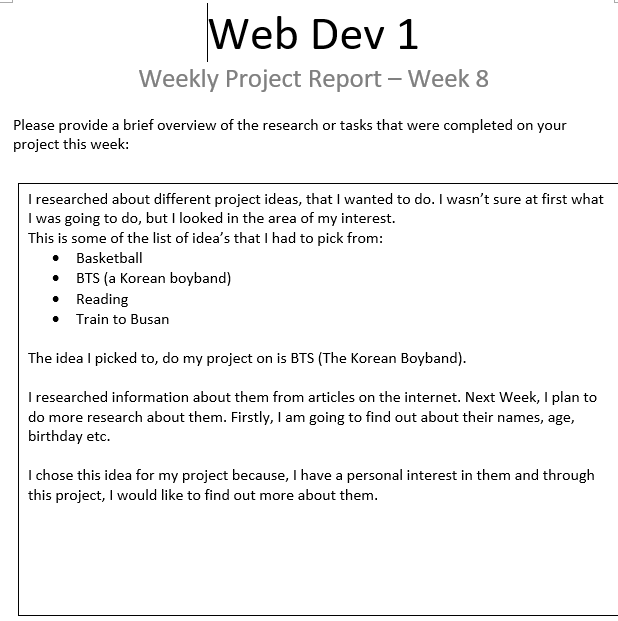 Web Dev 1
Weekly Project Report – Week 8
Please provide a brief overview of the research or tasks that were completed on your
project this week:
I researched about different project ideas, that I wanted to do. I wasn't sure at first what
I was going to do, but I looked in the area of my interest.
This is some of the list of idea's that I had to pick from:
• Basketball
• BTS (a Korean boyband)
• Reading
• Train to Busan
The idea I picked to, do my project on is BTS (The Korean Boyband).
I researched information about them from articles on the internet. Next Week, I plan to
do more research about them. Firstly, I am going to find out about their names, age,
birthday etc.
I chose this idea for my project because, I have a personal interest in them and through
this project, I would like to find out more about them.